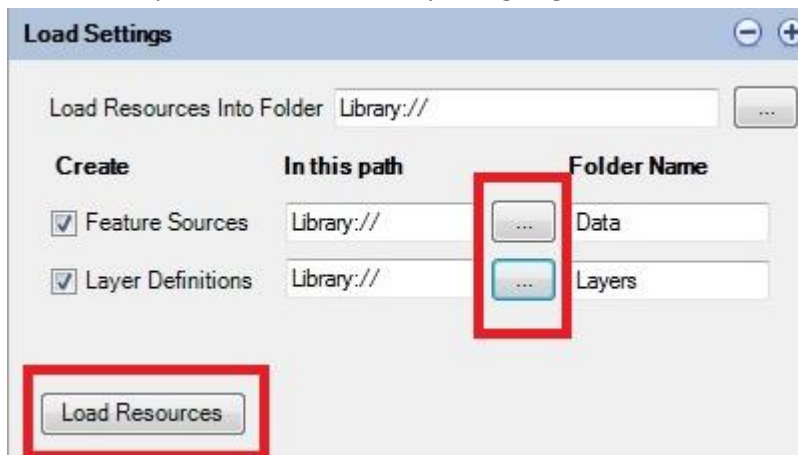 Load Settings
Load Resources Into Folder Library:// ...
Create In this path Folder Name
Feature Sources Library:// ... Data
Layer Definitions Library:// ... Layers
Load Resources